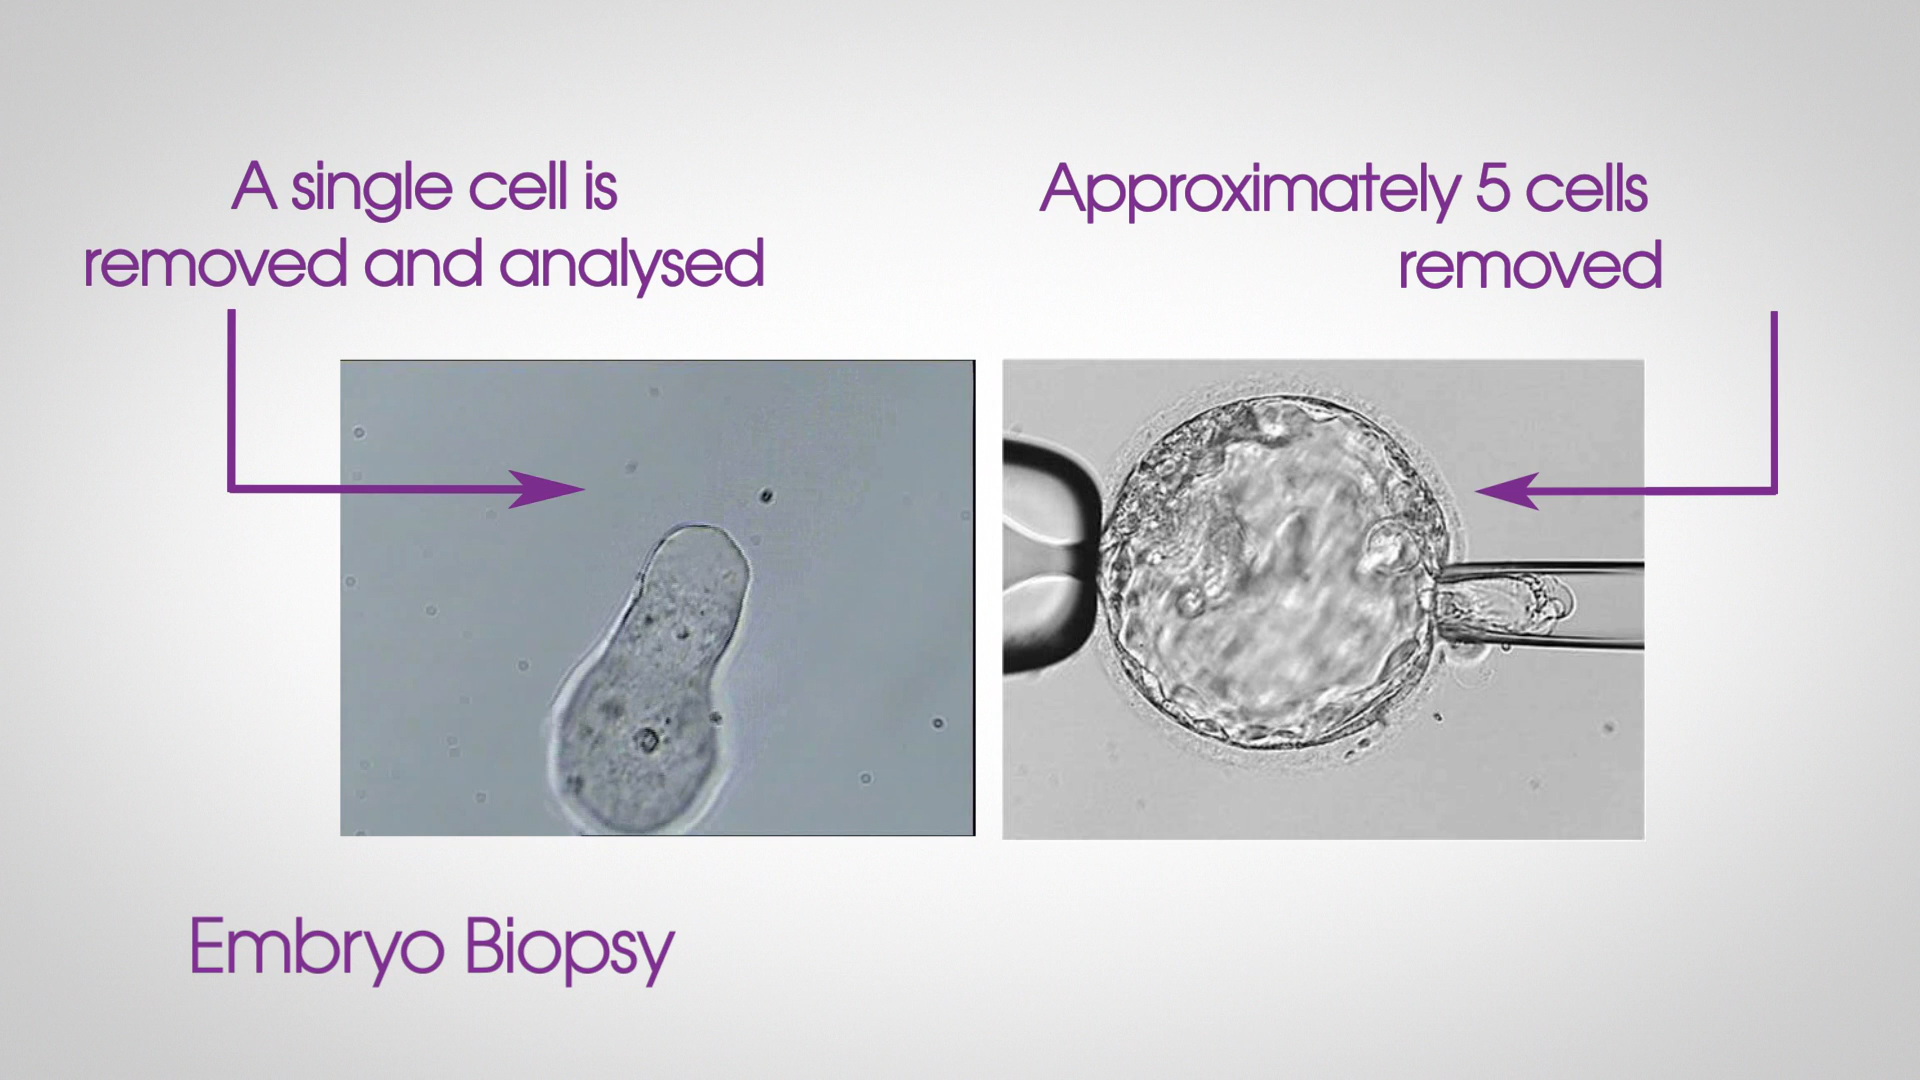 A single cell is
removed and analysed
Approximately 5 cells
removed
Embryo Biopsy